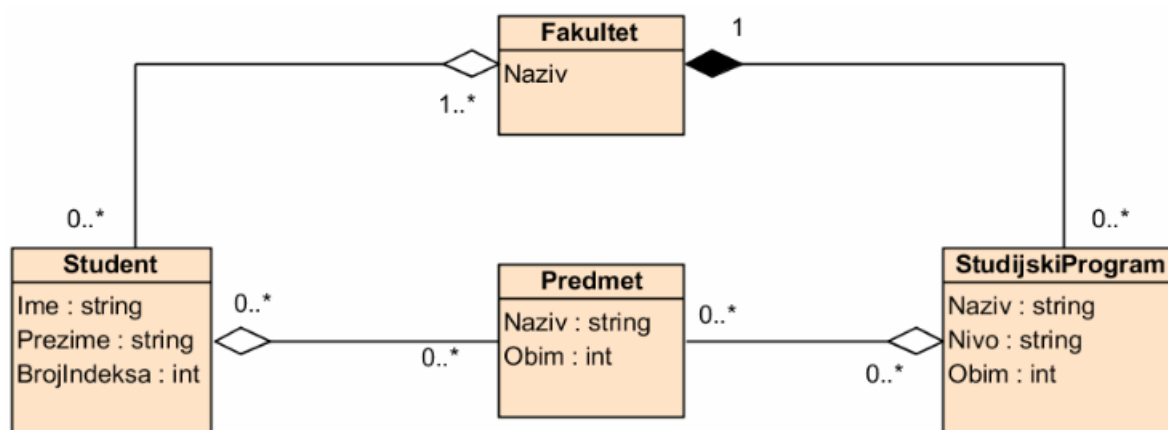 1
Fakultet
Naziv
1..*
0..*
0..*
Student
Ime : string
Prezime : string
BrojIndeksa : int
0..*
0..*
Predmet
Naziv : string
Obim : int
0..*
0..*
StudijskiProgram
Naziv : string
Nivo : string
Obim : int